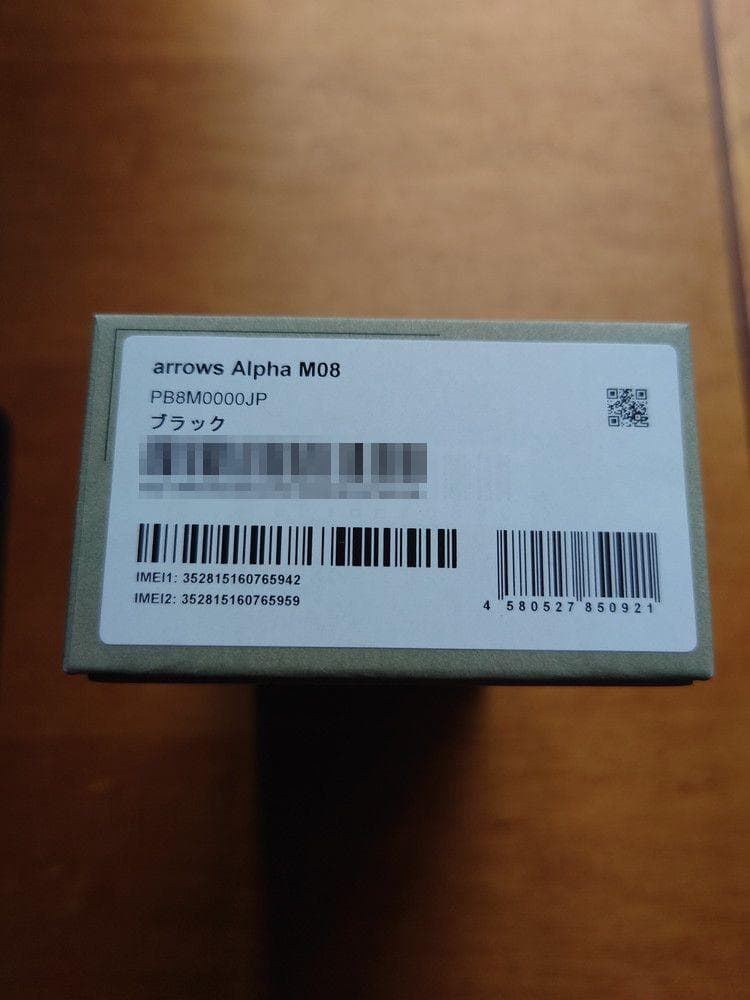 arrows Alpha M08
PB8M0000JP
ブラック
IMEI1: 352815160765942
IMEI2: 352815160765959
4 580527 850921